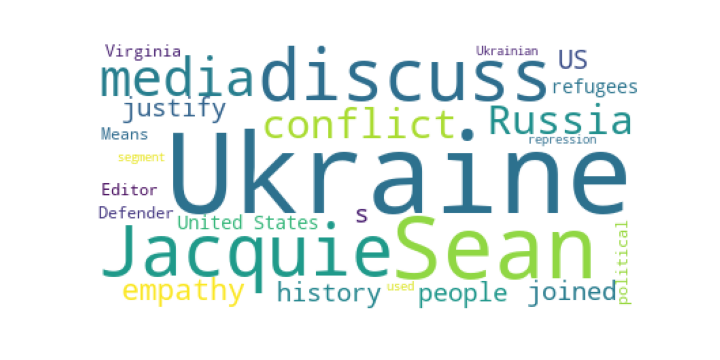 Virginia
Ukrainian
media
discuss
US
refugees
justify
conflict
Russia
Means
Ukraine
repression
segment
Editor
Defender
United States
s
Jacquie
Sean
political
empathy
history
used
people
joined